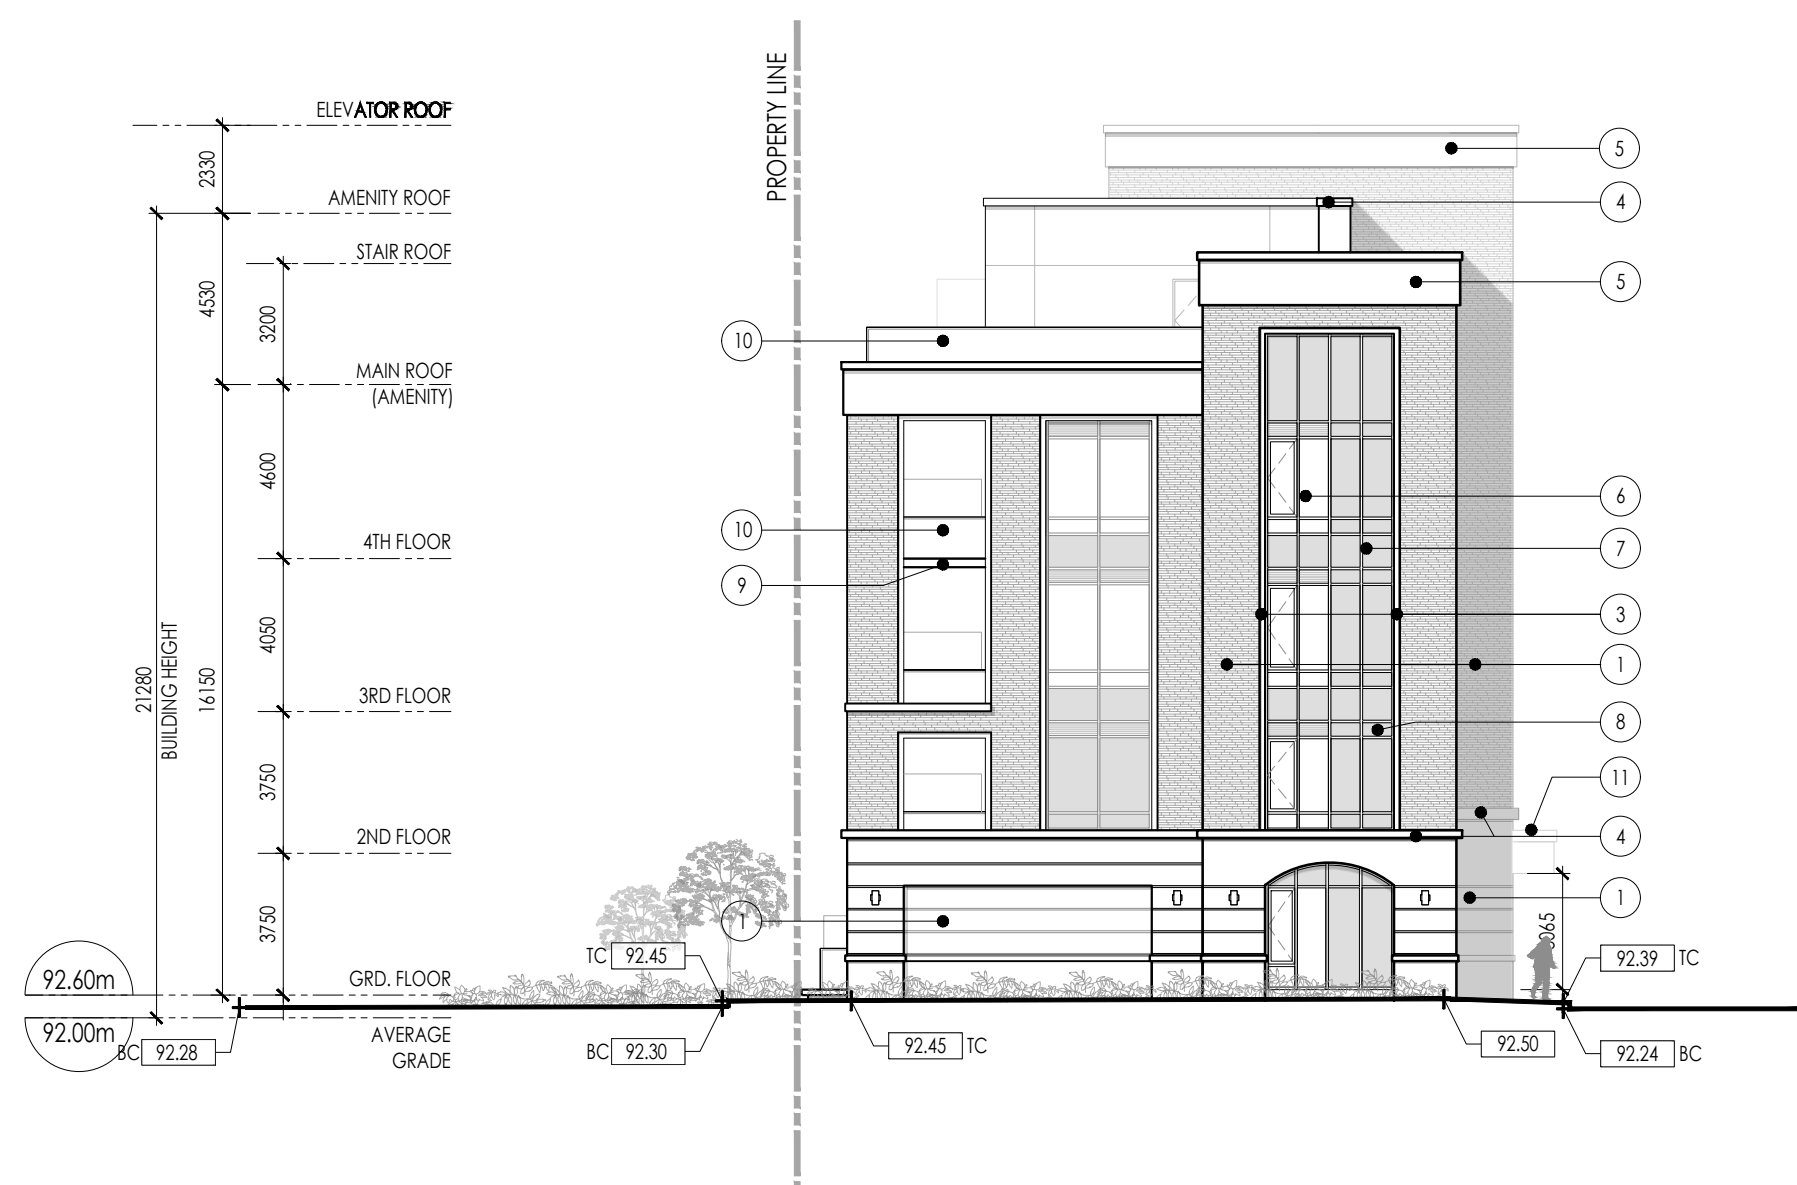 PROPERTY LINE
ELEVATOR ROOF
2330
AMENITY ROOF
STAIR ROOF
4530
3200
MAIN ROOF
(AMENITY)
4600
4TH FLOOR
4050
3RD FLOOR
21280
BUILDING HEIGHT
16150
3750
2ND FLOOR
3750
GRD. FLOOR
92.60m
92.00m
AVERAGE
GRADE
BC 92.28
TC 92.45
BC 92.30
92.45 TC
92.50
92.39 TC
92.24 BC
10
10
9
1
5
4
5
6
7
3
1
8
11
4
1